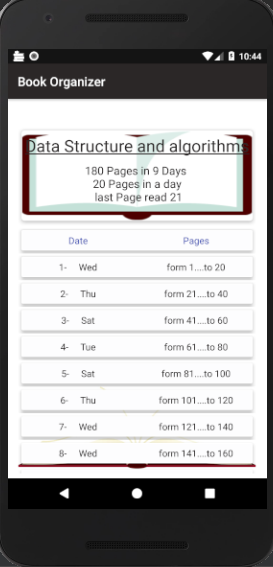 10:44
Book Organizer
Data Structure and algorithms
180 Pages in 9 Days
20 Pages in a day
last Page read 21
Date Pages
1- Wed form 1....to 20
2- Thu form 21....to 40
3- Sat form 41....to 60
4- Tue form 61....to 80
5- Sat form 81....to 100
6- Thu form 101....to 120
7- Wed form 121....to 140
8- Wed form 141....to 160